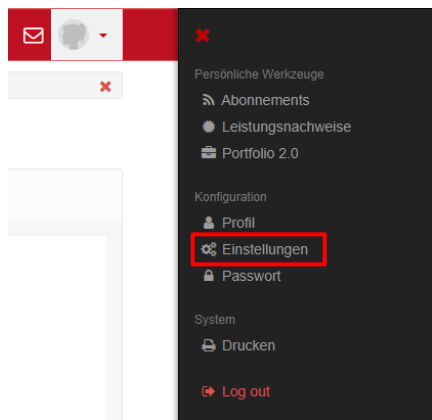 Persönliche Werkzeuge
Abonnements
Leistungsnachweise
Portfolio 2.0
Konfiguration
Profil
Einstellungen
Passwort
System
Drucken
Log out